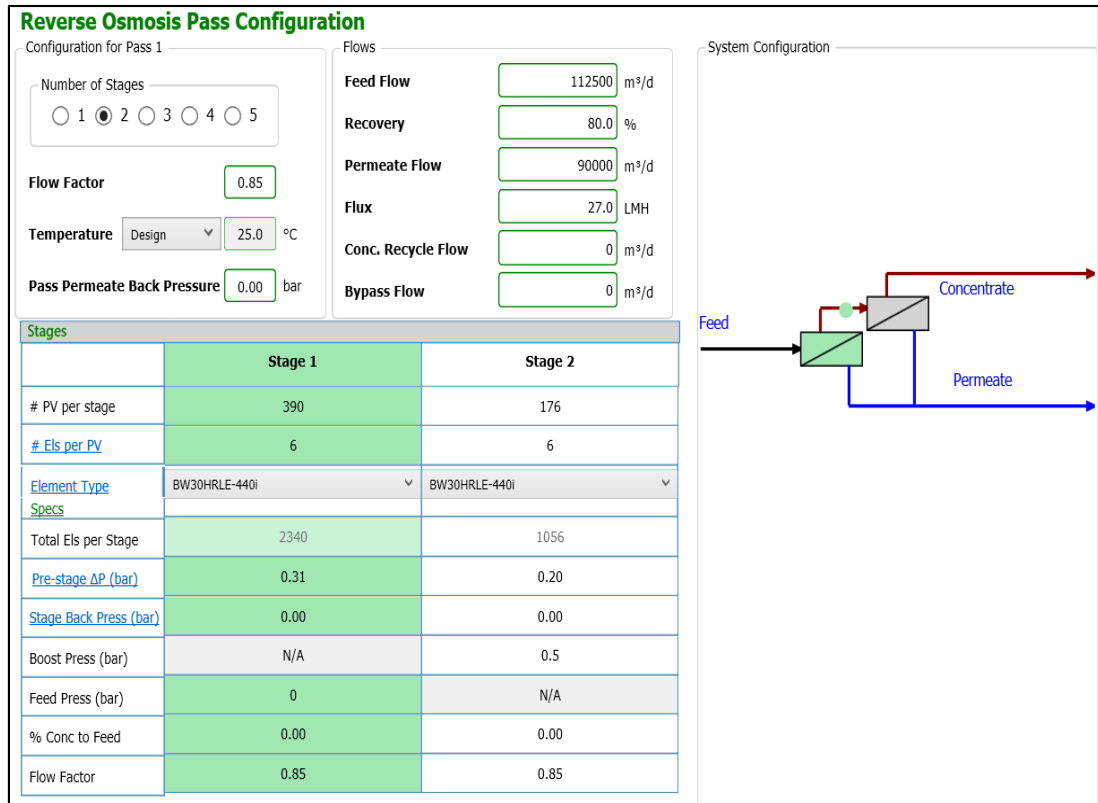 Reverse Osmosis Pass Configuration
Configuration for Pass 1
Number of Stages
1 2 3 4 5
Flow Factor 0.85
Temperature Design 25.0 °C
Pass Permeate Back Pressure 0.00 bar
Flows
Feed Flow 112500 m³/d
Recovery 80.0 %
Permeate Flow 90000 m³/d
Flux 27.0 LMH
Conc. Recycle Flow 0 m³/d
Bypass Flow 0 m³/d
System Configuration
Feed
Concentrate
Permeate
Stages
Stage 1 Stage 2
# PV per stage 390 176
# Els per PV 6 6
Element Type BW30HRLE-440i BW30HRLE-440i
Specs
Total Els per Stage 2340 1056
Pre-stage ΔP (bar) 0.31 0.20
Stage Back Press (bar) 0.00 0.00
Boost Press (bar) N/A 0.5
Feed Press (bar) 0 N/A
% Conc to Feed 0.00 0.00
Flow Factor 0.85 0.85